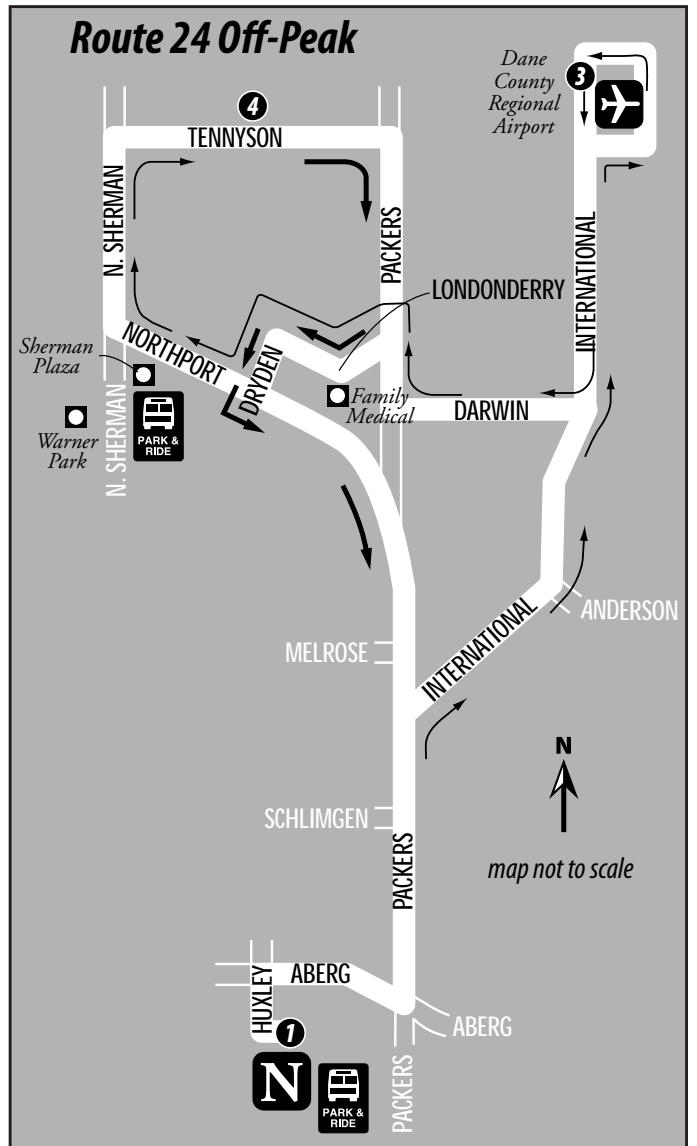 Route 24 Off-Peak
Dane
County
Regional
Airport
3
4
TENNYSON
N. SHERMAN
PACKERS
INTERNATIONAL
LONDONDERRY
NORTHPORT
Sherman
Plaza
DRYDEN
Family
Medical
DARWIN
Warner
Park
N. SHERMAN
PARK &
RIDE
ANDERSON
MELROSE
INTERNATIONAL
N
SCHLIMGEN
PACKERS
map not to scale
HUXLEY
ABERG
1
ABERG
N
PARK &
RIDE
PACKERS